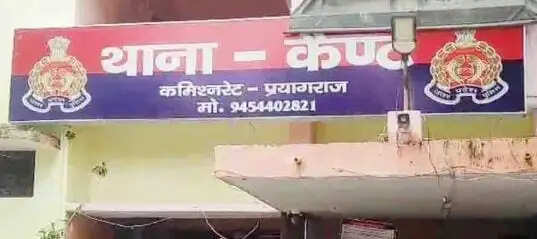 थाना - कैण्ट
कमिश्नरेट - प्रयागराज
मो. 9454402821